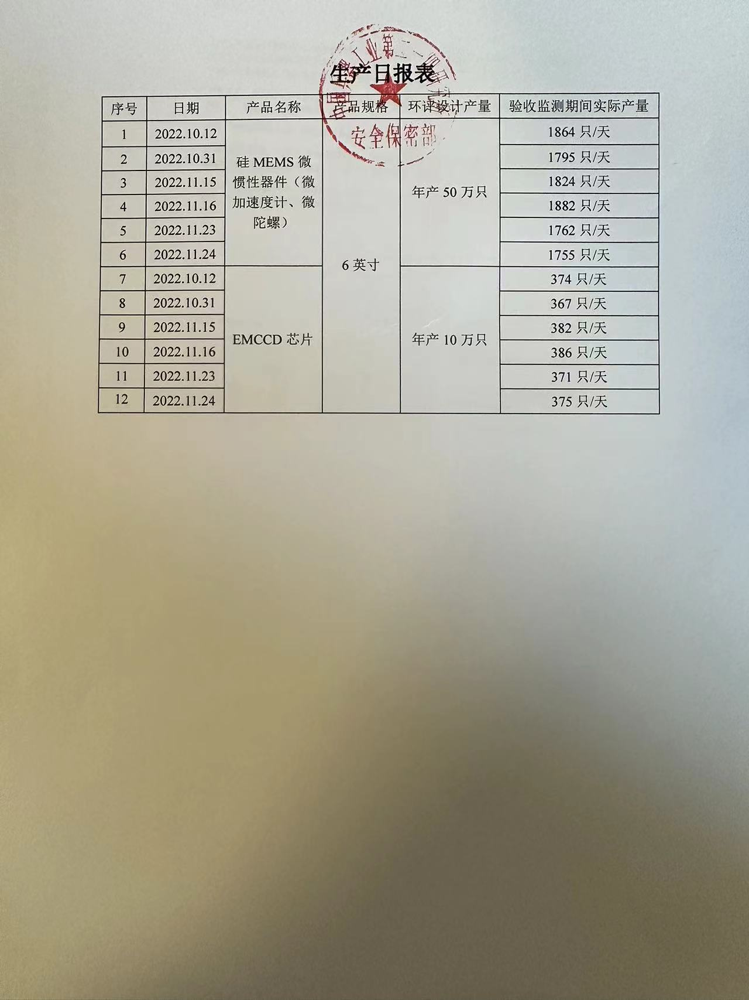 生产日报表
安全保密部
序号 日期 产品名称 产品规格 环评设计产量 验收监测期间实际产量
1 2022.10.12 硅 MEMS 微惯性器件（微加速度计、微陀螺） 6 英寸 年产 50 万只 1864 只/天
2 2022.10.31 1795 只/天
3 2022.11.15 1824 只/天
4 2022.11.16 1882 只/天
5 2022.11.23 1762 只/天
6 2022.11.24 1755 只/天
7 2022.10.12 EMCCD 芯片 年产 10 万只 374 只/天
8 2022.10.31 367 只/天
9 2022.11.15 382 只/天
10 2022.11.16 386 只/天
11 2022.11.23 371 只/天
12 2022.11.24 375 只/天